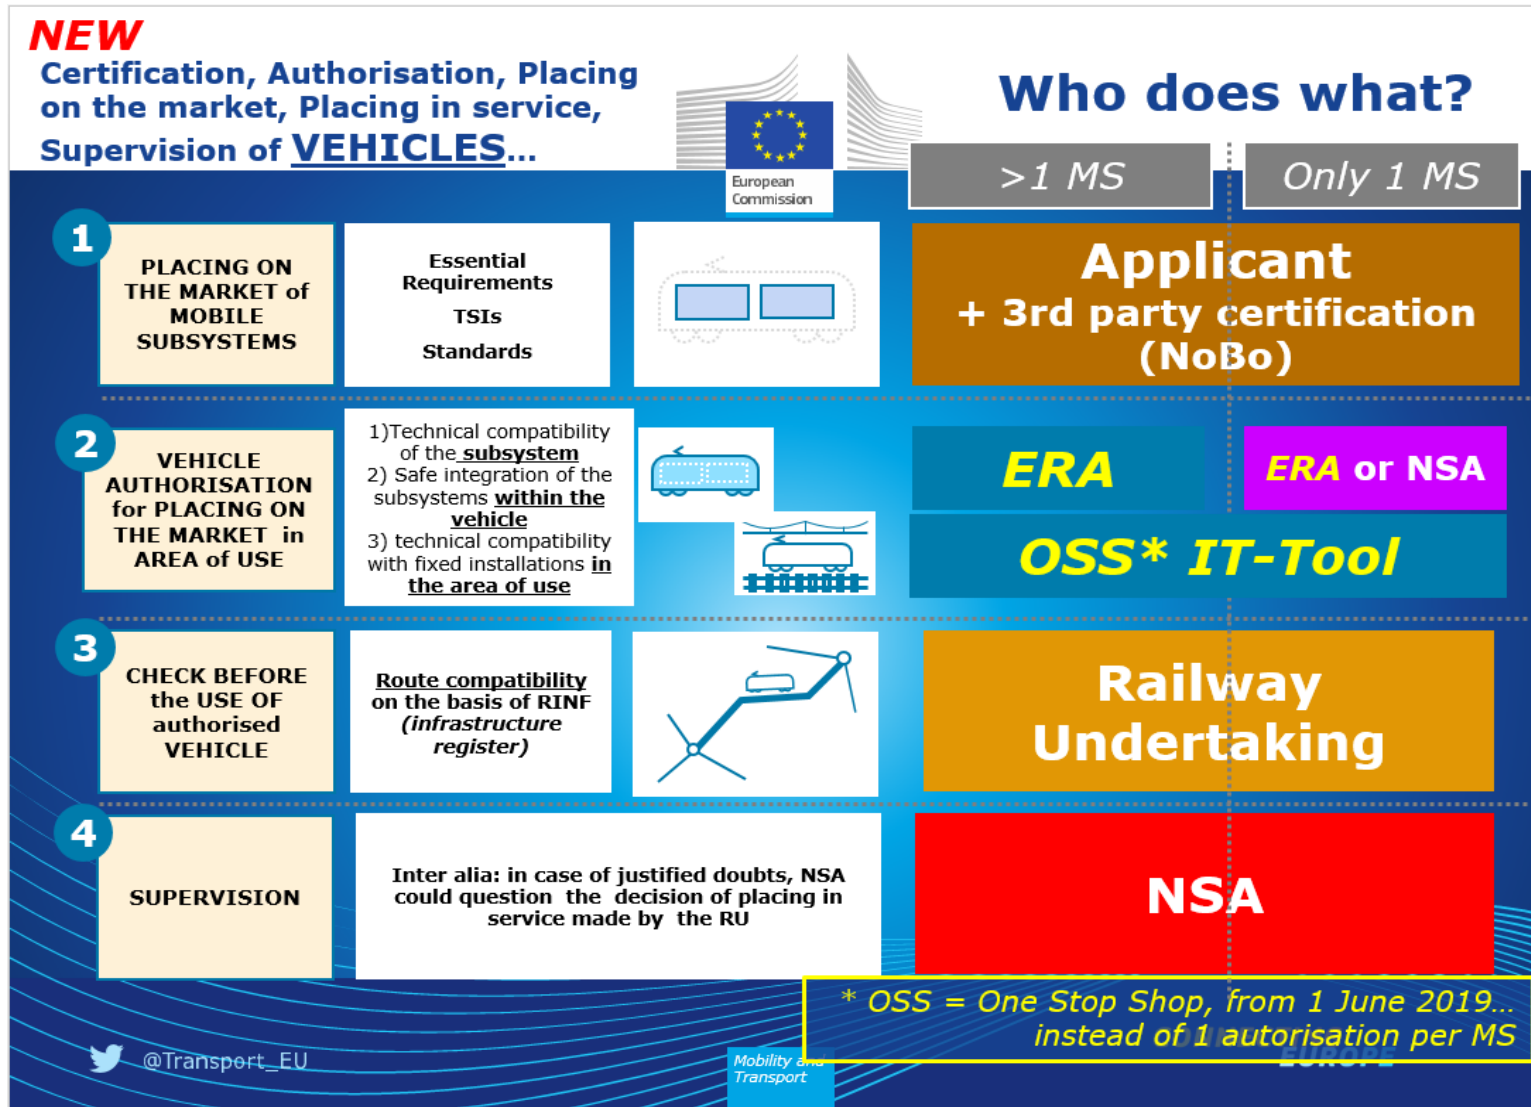 NEW
Certification, Authorisation, Placing
on the market, Placing in service,
Supervision of VEHICLES...
European
Commission
Who does what?
>1 MS
Only 1 MS
1
PLACING ON
THE MARKET of
MOBILE
SUBSYSTEMS
Essential
Requirements
TSIs
Standards
Applicant
+ 3rd party certification
(NoBo)
2
VEHICLE
AUTHORISATION
for PLACING ON
THE MARKET in
AREA of USE
1)Technical compatibility
of the subsystem
2) Safe integration of the
subsystems within the
vehicle
3) technical compatibility
with fixed installations in
the area of use
ERA
ERA or NSA
OSS* IT-Tool
3
CHECK BEFORE
the USE OF
authorised
VEHICLE
Route compatibility
on the basis of RINF
(infrastructure
register)
Railway
Undertaking
4
SUPERVISION
Inter alia: in case of justified doubts, NSA
could question the decision of placing in
service made by the RU
NSA
* OSS = One Stop Shop, from 1 June 2019...
instead of 1 autorisation per MS
@Transport_EU
Mobility and
Transport
EUROPE